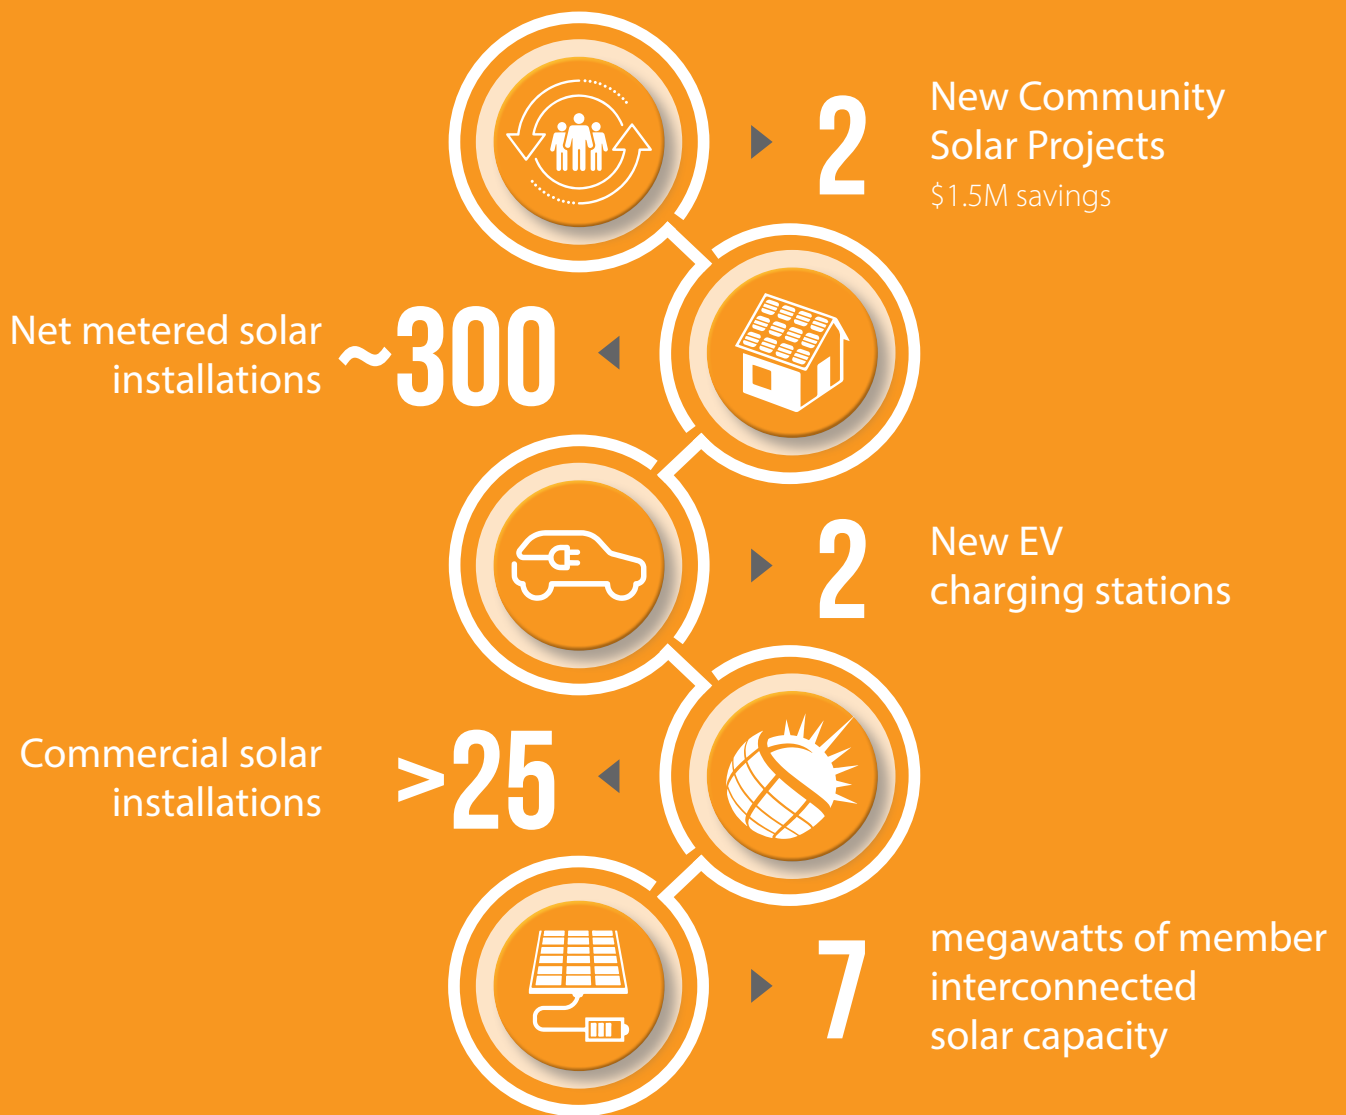 2
New Community
Solar Projects
$1.5M savings
Net metered solar
installations
~300
2
New EV
charging stations
Commercial solar
installations
>25
7
megawatts of member
interconnected
solar capacity